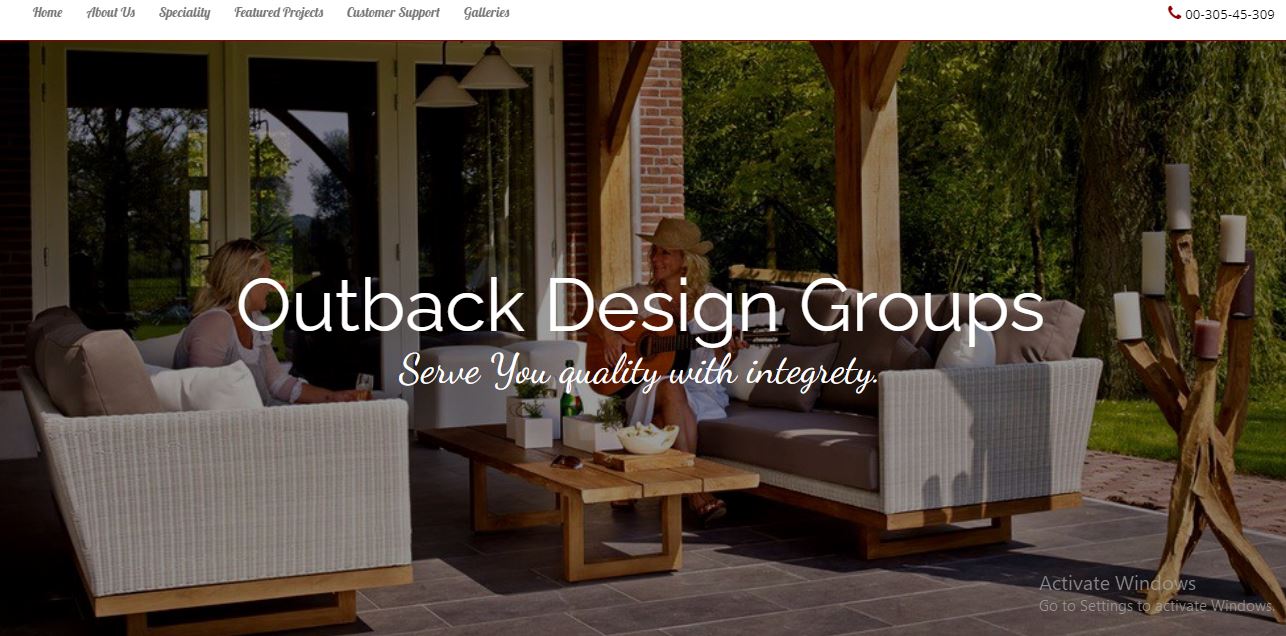 Home About Us Speciality Featured Projects Customer Support Galleries 00-305-45-309
Outback Design Groups
Serve You quality with integrety.
Activate Windows
Go to Settings to activate Windows.